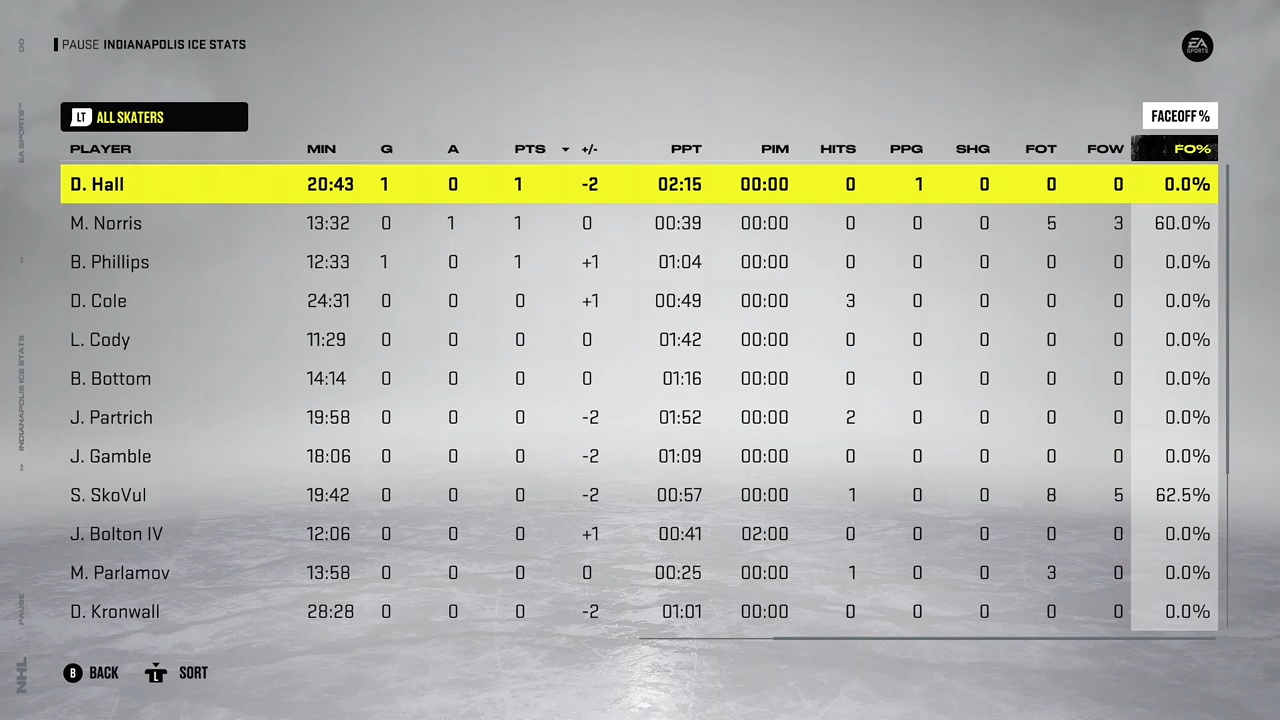 PAUSE INDIANAPOLIS ICE STATS
EA SPORTS
LT ALL SKATERS
FACEOFF %
PLAYER MIN G A PTS +/- PPT PIM HITS PPG SHG FOT FOW FO%
D. Hall 20:43 1 0 1 -2 02:15 00:00 0 1 0 0 0 0.0%
M. Norris 13:32 0 1 1 0 00:39 00:00 0 0 0 5 3 60.0%
B. Phillips 12:33 1 0 1 +1 01:04 00:00 0 0 0 0 0 0.0%
D. Cole 24:31 0 0 0 +1 00:49 00:00 3 0 0 0 0 0.0%
L. Cody 11:29 0 0 0 0 01:42 00:00 0 0 0 0 0 0.0%
B. Bottom 14:14 0 0 0 0 01:16 00:00 0 0 0 0 0 0.0%
J. Partrich 19:58 0 0 0 -2 01:52 00:00 2 0 0 0 0 0.0%
J. Gamble 18:06 0 0 0 -2 01:09 00:00 0 0 0 0 0 0.0%
S. SkoVul 19:42 0 0 0 -2 00:57 00:00 1 0 0 8 5 62.5%
J. Bolton IV 12:06 0 0 0 +1 00:41 02:00 0 0 0 0 0 0.0%
M. Parlamov 13:58 0 0 0 0 00:25 00:00 1 0 0 3 0 0.0%
D. Kronwall 28:28 0 0 0 -2 01:01 00:00 0 0 0 0 0 0.0%
B BACK L SORT
NHL PAUSE >> INDIANAPOLIS ICE STATS >> EA SPORTS™ 00